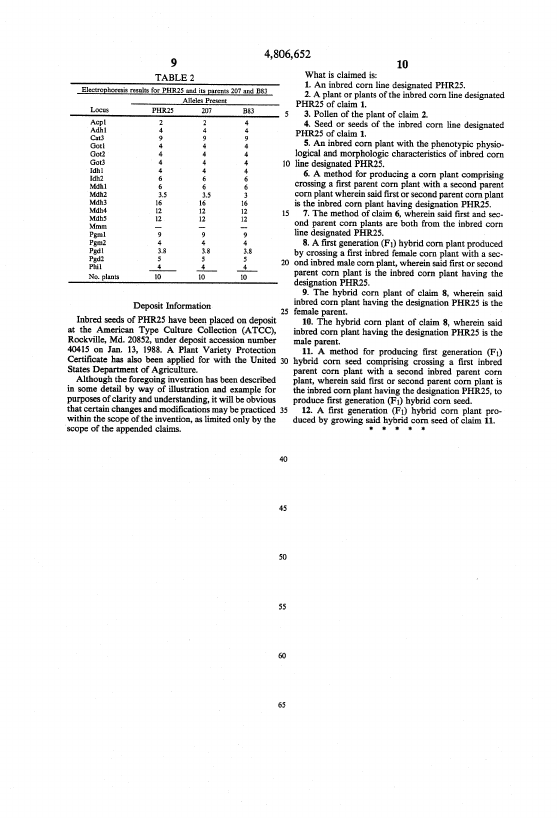 4,806,652
9
TABLE 2
Electrophoresis results for PHR25 and its parents 207 and B83
Alleles Present
Locus PHR25 207 B83
Acp1 2 2 4
Adh1 4 4 4
Cat3 9 9 9
Got1 4 4 4
Got2 4 4 4
Got3 4 4 4
Idh1 4 4 4
Idh2 6 6 6
Mdh1 6 6 6
Mdh2 3.5 3.5 3
Mdh3 16 16 16
Mdh4 12 12 12
Mdh5 12 12 12
Mmm — — —
Pgm1 9 9 9
Pgm2 4 4 4
Pgd1 3.8 3.8 3.8
Pgd2 5 5 5
Phi1 4 4 4
No. plants 10 10 10
Deposit Information
Inbred seeds of PHR25 have been placed on deposit
at the American Type Culture Collection (ATCC),
Rockville, Md. 20852, under deposit accession number
40415 on Jan. 13, 1988. A Plant Variety Protection
Certificate has also been applied for with the United
States Department of Agriculture.
Although the foregoing invention has been described
in some detail by way of illustration and example for
purposes of clarity and understanding, it will be obvious
that certain changes and modifications may be practiced
within the scope of the invention, as limited only by the
scope of the appended claims.
10
What is claimed is:
1. An inbred corn line designated PHR25.
2. A plant or plants of the inbred corn line designated
PHR25 of claim 1.
5 3. Pollen of the plant of claim 2.
4. Seed or seeds of the inbred corn line designated
PHR25 of claim 1.
5. An inbred corn plant with the phenotypic physio-
logical and morphologic characteristics of inbred corn
10 line designated PHR25.
6. A method for producing a corn plant comprising
crossing a first parent corn plant with a second parent
corn plant wherein said first or second parent corn plant
is the inbred corn plant having designation PHR25.
15 7. The method of claim 6, wherein said first and sec-
ond parent corn plants are both from the inbred corn
line designated PHR25.
8. A first generation (F1) hybrid corn plant produced
by crossing a first inbred female corn plant with a sec-
20 ond inbred male corn plant, wherein said first or second
parent corn plant is the inbred corn plant having the
designation PHR25.
9. The hybrid corn plant of claim 8, wherein said
inbred corn plant having the designation PHR25 is the
25 female parent.
10. The hybrid corn plant of claim 8, wherein said
inbred corn plant having the designation PHR25 is the
male parent.
11. A method for producing first generation (F1)
30 hybrid corn seed comprising crossing a first inbred
parent corn plant with a second inbred parent corn
plant, wherein said first or second parent corn plant is
the inbred corn plant having the designation PHR25, to
produce first generation (F1) hybrid corn seed.
35 12. A first generation (F1) hybrid corn plant pro-
duced by growing said hybrid corn seed of claim 11.
* * * * *
40
45
50
55
60
65